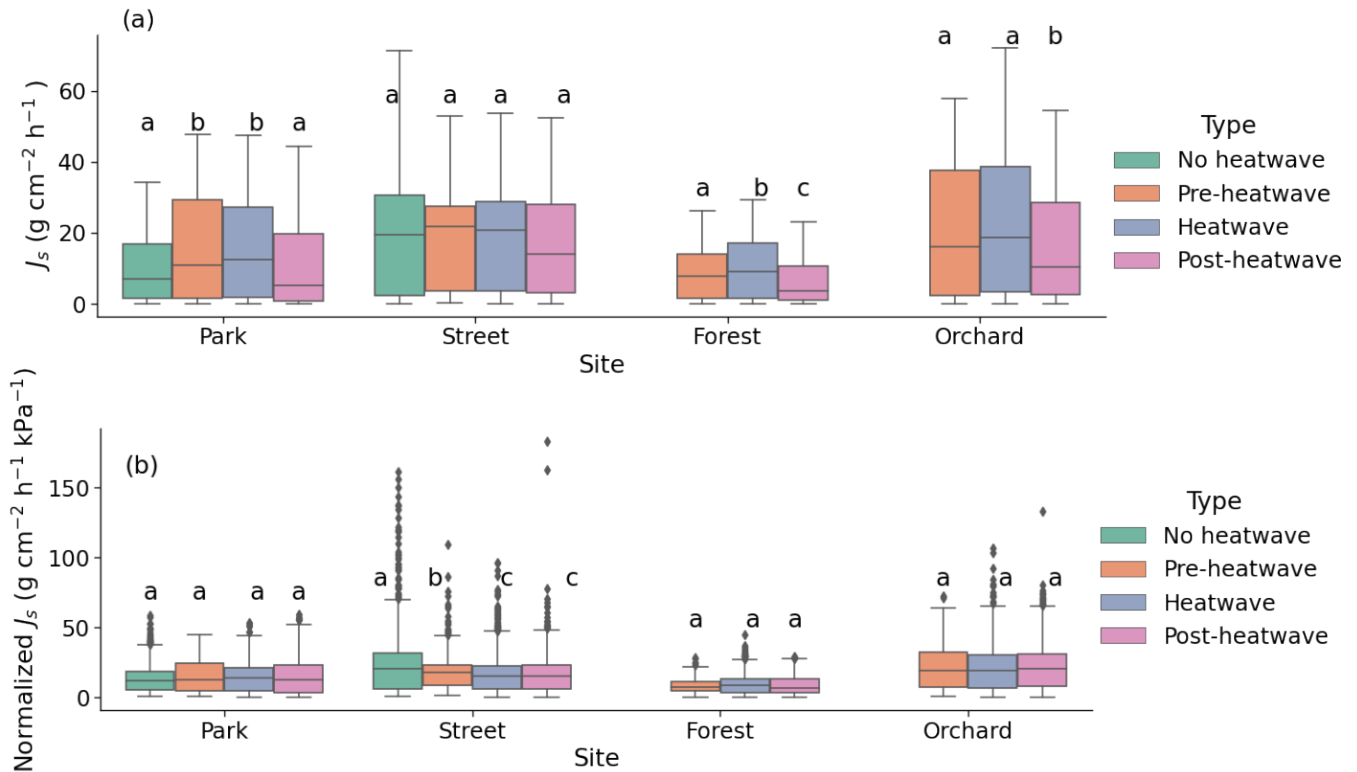 (a)
J_s (g cm⁻² h⁻¹)
60
40
20
0
a b b a
a a a a
a b c
a a b
Park Street Forest Orchard
Site
Type
No heatwave
Pre-heatwave
Heatwave
Post-heatwave
(b)
Normalized J_s (g cm⁻² h⁻¹ kPa⁻¹)
150
100
50
0
a a a a
a b c c
a a a
a a a
Park Street Forest Orchard
Site
Type
No heatwave
Pre-heatwave
Heatwave
Post-heatwave